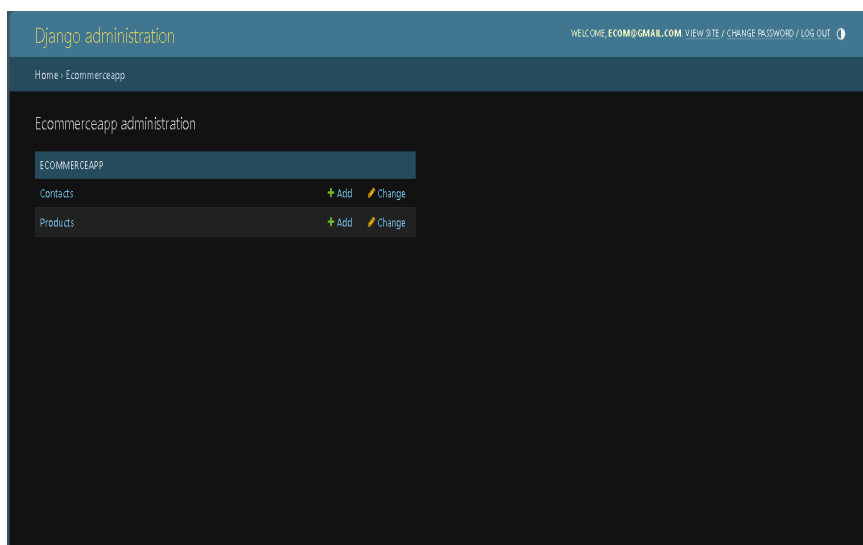 Django administration
WELCOME, ECOM@GMAIL.COM. VIEW SITE / CHANGE PASSWORD / LOG OUT
Home › Ecommerceapp
Ecommerceapp administration
ECOMMERCEAPP
Contacts + Add Change
Products + Add Change